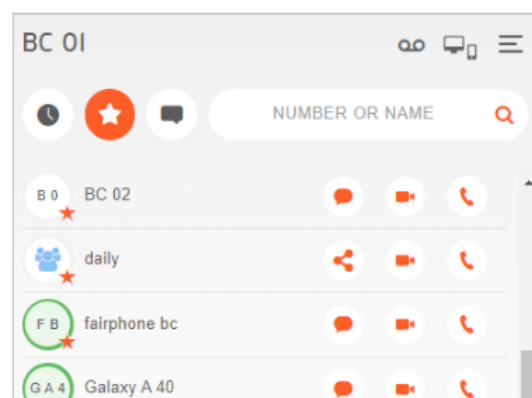 BC 01
NUMBER OR NAME
B 0 BC 02
daily
F B fairphone bc
G A 4 Galaxy A 40